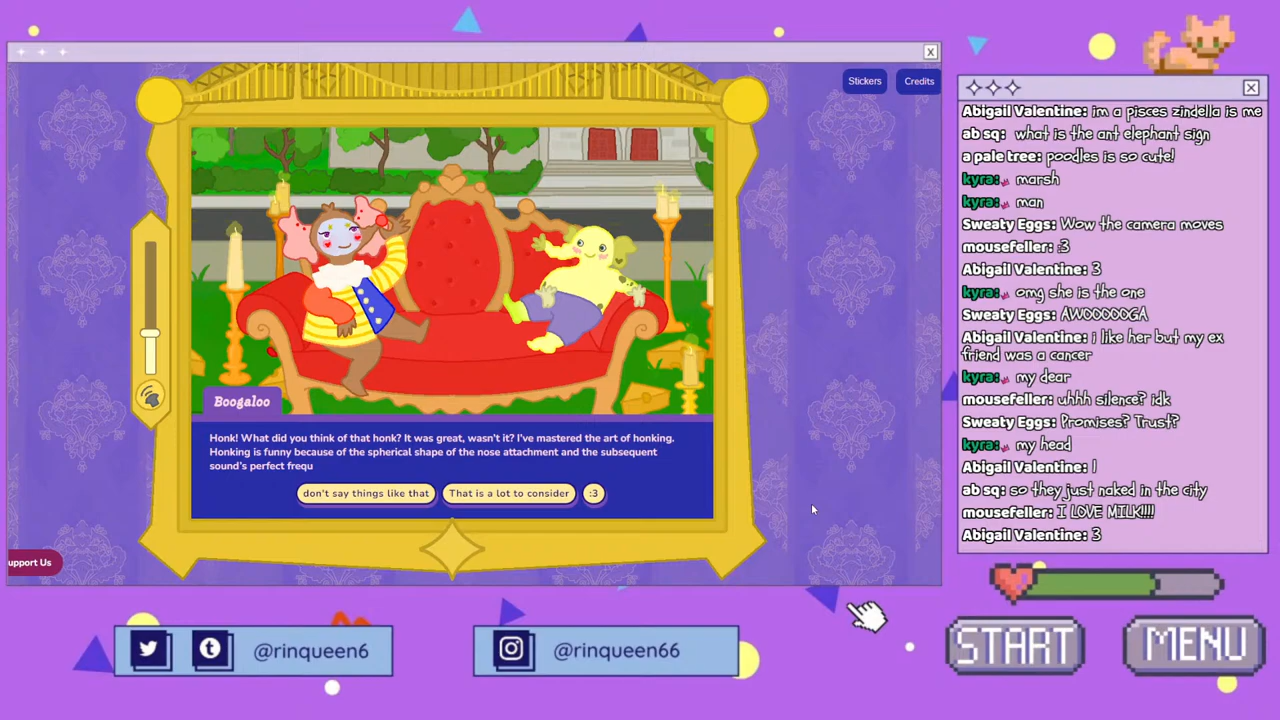 Stickers
Credits
Boogaloo
Honk! What did you think of that honk? It was great, wasn't it? I've mastered the art of honking.
Honking is funny because of the spherical shape of the nose attachment and the subsequent
sound's perfect frequ
don't say things like that
That is a lot to consider
:3
upport Us
@rinqueen6
@rinqueen66
Abigail Valentine: im a pisces zindella is me
ab sq: what is the ant elephant sign
a pale tree: poodles is so cute!
kyra: marsh
kyra: man
Sweaty Eggs: Wow the camera moves
mousefeller: :3
Abigail Valentine: 3
kyra: omg she is the one
Sweaty Eggs: AWOOOOOGA
Abigail Valentine: i like her but my ex
friend was a cancer
kyra: my dear
mousefeller: uhhh silence? idk
Sweaty Eggs: Promises? Trust?
kyra: my head
Abigail Valentine: 1
ab sq: so they just naked in the city
mousefeller: I LOVE MILK!!!!
Abigail Valentine: 3
START
MENU